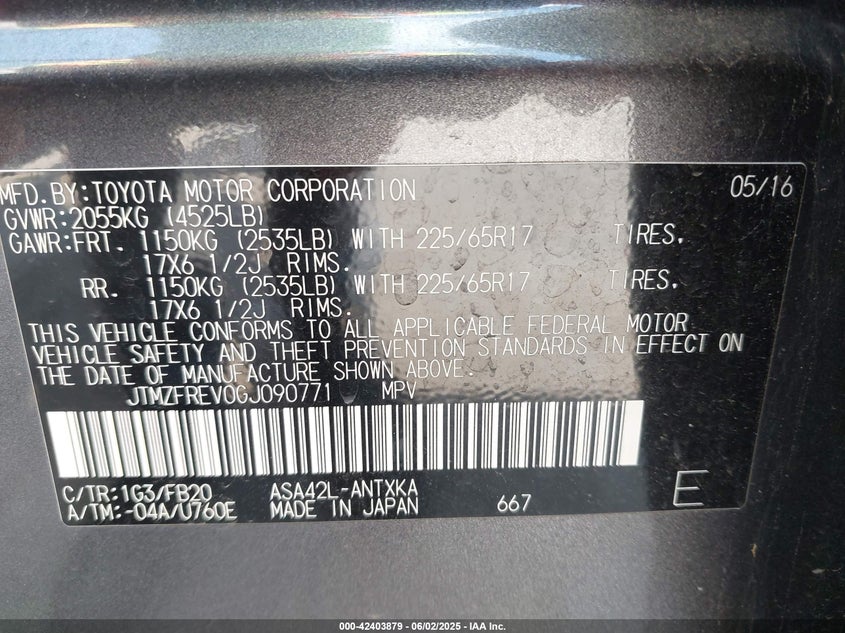 MFD. BY: TOYOTA MOTOR CORPORATION 05/16
GVWR: 2055KG (4525LB)
GAWR: FRT. 1150KG (2535LB) WITH 225/65R17 TIRES,
17X6 1/2J RIMS.
RR. 1150KG (2535LB) WITH 225/65R17 TIRES,
17X6 1/2J RIMS.
THIS VEHICLE CONFORMS TO ALL APPLICABLE FEDERAL MOTOR
VEHICLE SAFETY AND THEFT PREVENTION STANDARDS IN EFFECT ON
THE DATE OF MANUFACTURE SHOWN ABOVE.
JTMZFREV0GJ090771 MPV
C/TR: 1G3/FB20 ASA42L-ANTXKA
A/TM: -04A/U760E MADE IN JAPAN 667 E
000-42403879 - 06/02/2025 - IAA Inc.